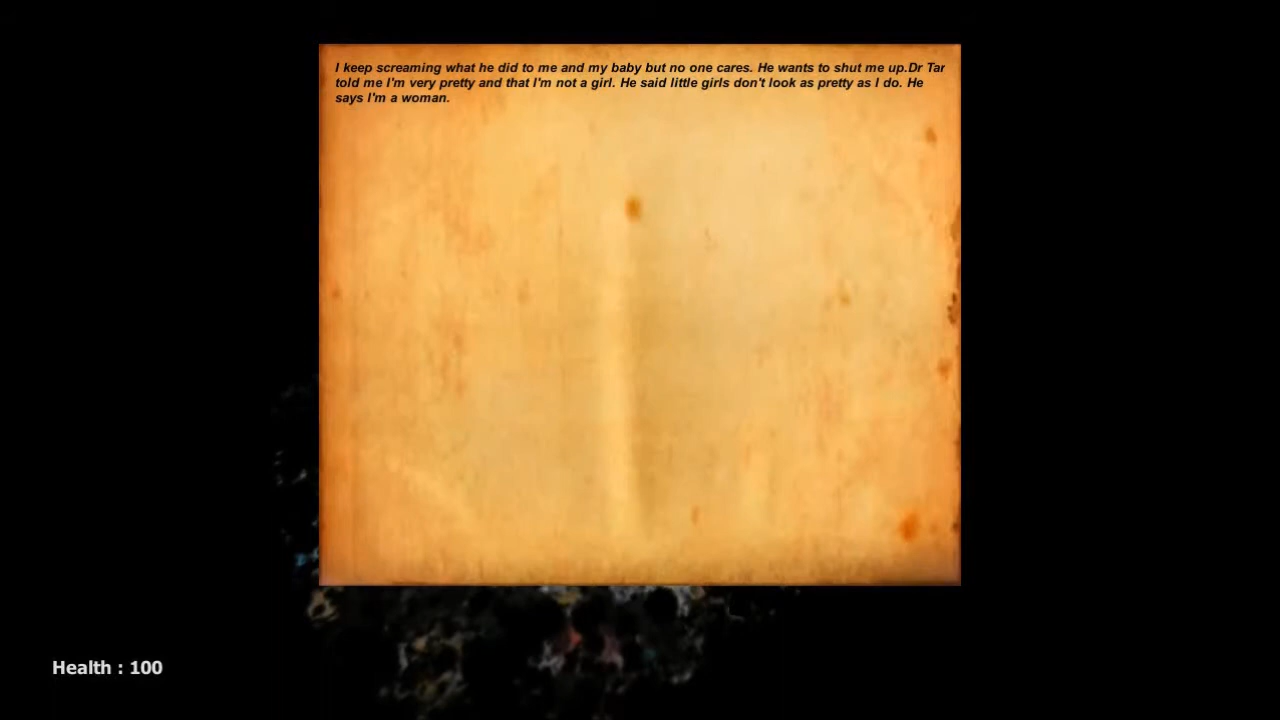 I keep screaming what he did to me and my baby but no one cares. He wants to shut me up.Dr Tar
told me I'm very pretty and that I'm not a girl. He said little girls don't look as pretty as I do. He
says I'm a woman.
Health : 100